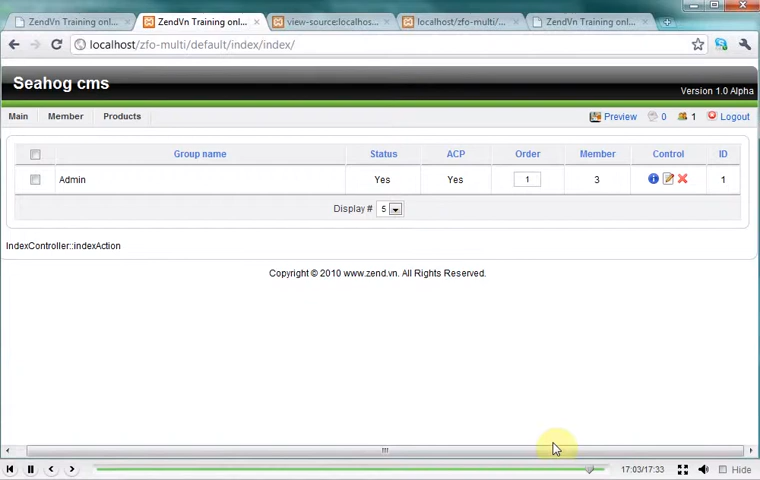 ZendVn Training onl...
ZendVn Training onl...
view-source:localhos...
localhost/zfo-multi/...
ZendVn Training onl...
localhost/zfo-multi/default/index/index/
Seahog cms
Version 1.0 Alpha
Main Member Products Preview 0 1 Logout
Group name Status ACP Order Member Control ID
Admin Yes Yes 1 3 1
Display # 5
IndexController::indexAction
Copyright © 2010 www.zend.vn. All Rights Reserved.
17:03/17:33 Hide